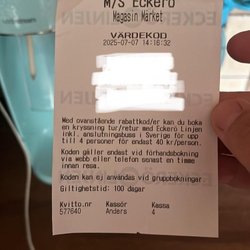 M/S Eckerö
Magasin Market
VÄRDEKOD
2025-07-07 14:16:32
Med ovanstående rabattkod/er kan du boka
en kryssning tur/retur med Eckerö Linjen
inkl. anslutningsbuss i Sverige för upp
till 4 personer för endast 40 kr/person.
Koden gäller endast vid förhandsbokning
via webb eller telefon senast en timme
innan resa.
Koden kan ej användas vid gruppbokningar
Giltighetstid: 100 dagar
Kvitto.nr Kassör Kassa
577640 Anders 4